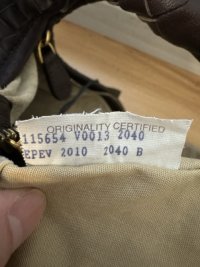 ORIGINALITY CERTIFIED
115654 V0013 2040
EPEV 2010 2040 B